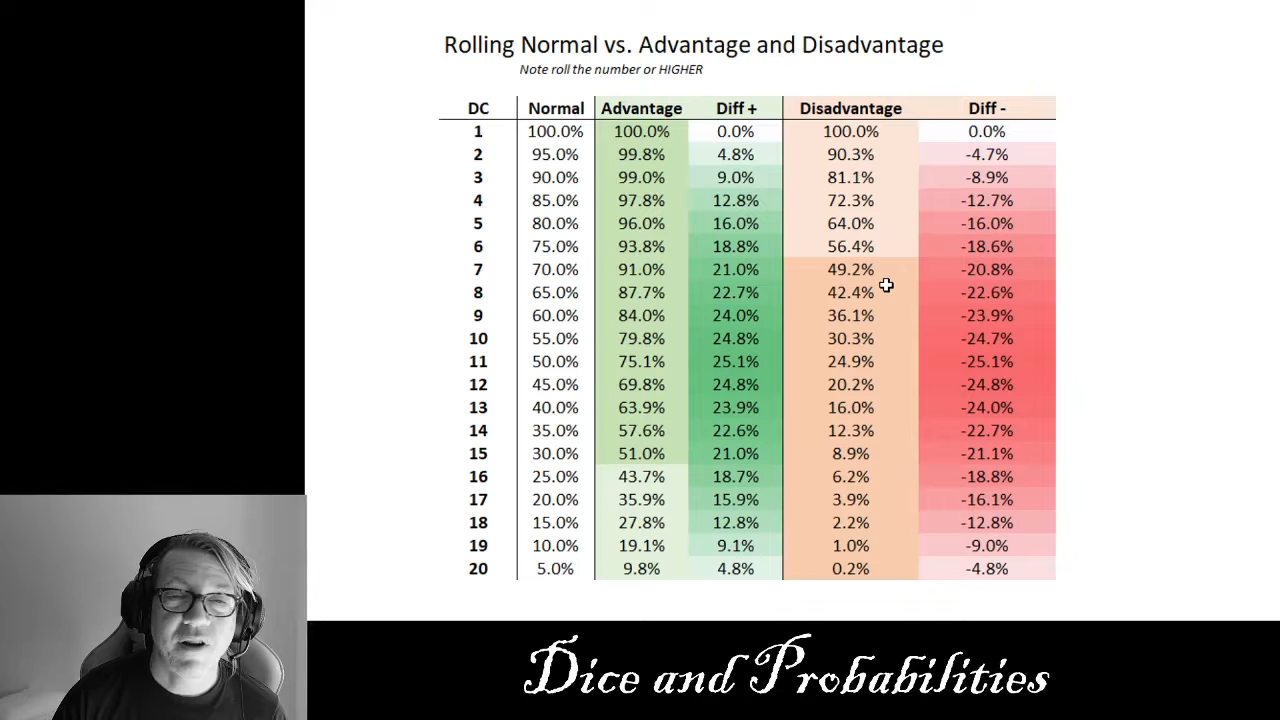 Rolling Normal vs. Advantage and Disadvantage
Note roll the number or HIGHER
DC Normal Advantage Diff + Disadvantage Diff -
1 100.0% 100.0% 0.0% 100.0% 0.0%
2 95.0% 99.8% 4.8% 90.3% -4.7%
3 90.0% 99.0% 9.0% 81.1% -8.9%
4 85.0% 97.8% 12.8% 72.3% -12.7%
5 80.0% 96.0% 16.0% 64.0% -16.0%
6 75.0% 93.8% 18.8% 56.4% -18.6%
7 70.0% 91.0% 21.0% 49.2% -20.8%
8 65.0% 87.7% 22.7% 42.4% -22.6%
9 60.0% 84.0% 24.0% 36.1% -23.9%
10 55.0% 79.8% 24.8% 30.3% -24.7%
11 50.0% 75.1% 25.1% 24.9% -25.1%
12 45.0% 69.8% 24.8% 20.2% -24.8%
13 40.0% 63.9% 23.9% 16.0% -24.0%
14 35.0% 57.6% 22.6% 12.3% -22.7%
15 30.0% 51.0% 21.0% 8.9% -21.1%
16 25.0% 43.7% 18.7% 6.2% -18.8%
17 20.0% 35.9% 15.9% 3.9% -16.1%
18 15.0% 27.8% 12.8% 2.2% -12.8%
19 10.0% 19.1% 9.1% 1.0% -9.0%
20 5.0% 9.8% 4.8% 0.2% -4.8%
Dice and Probabilities